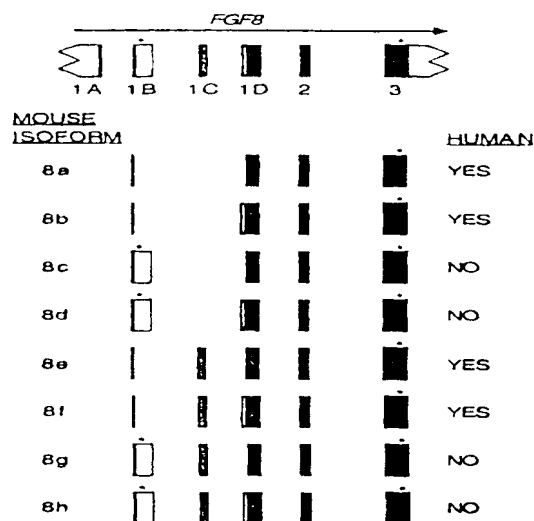 FGF8
1A 1B 1C 1D 2 3
MOUSE
ISOFORM HUMAN
8a YES
8b YES
8c NO
8d NO
8e YES
8f YES
8g NO
8h NO